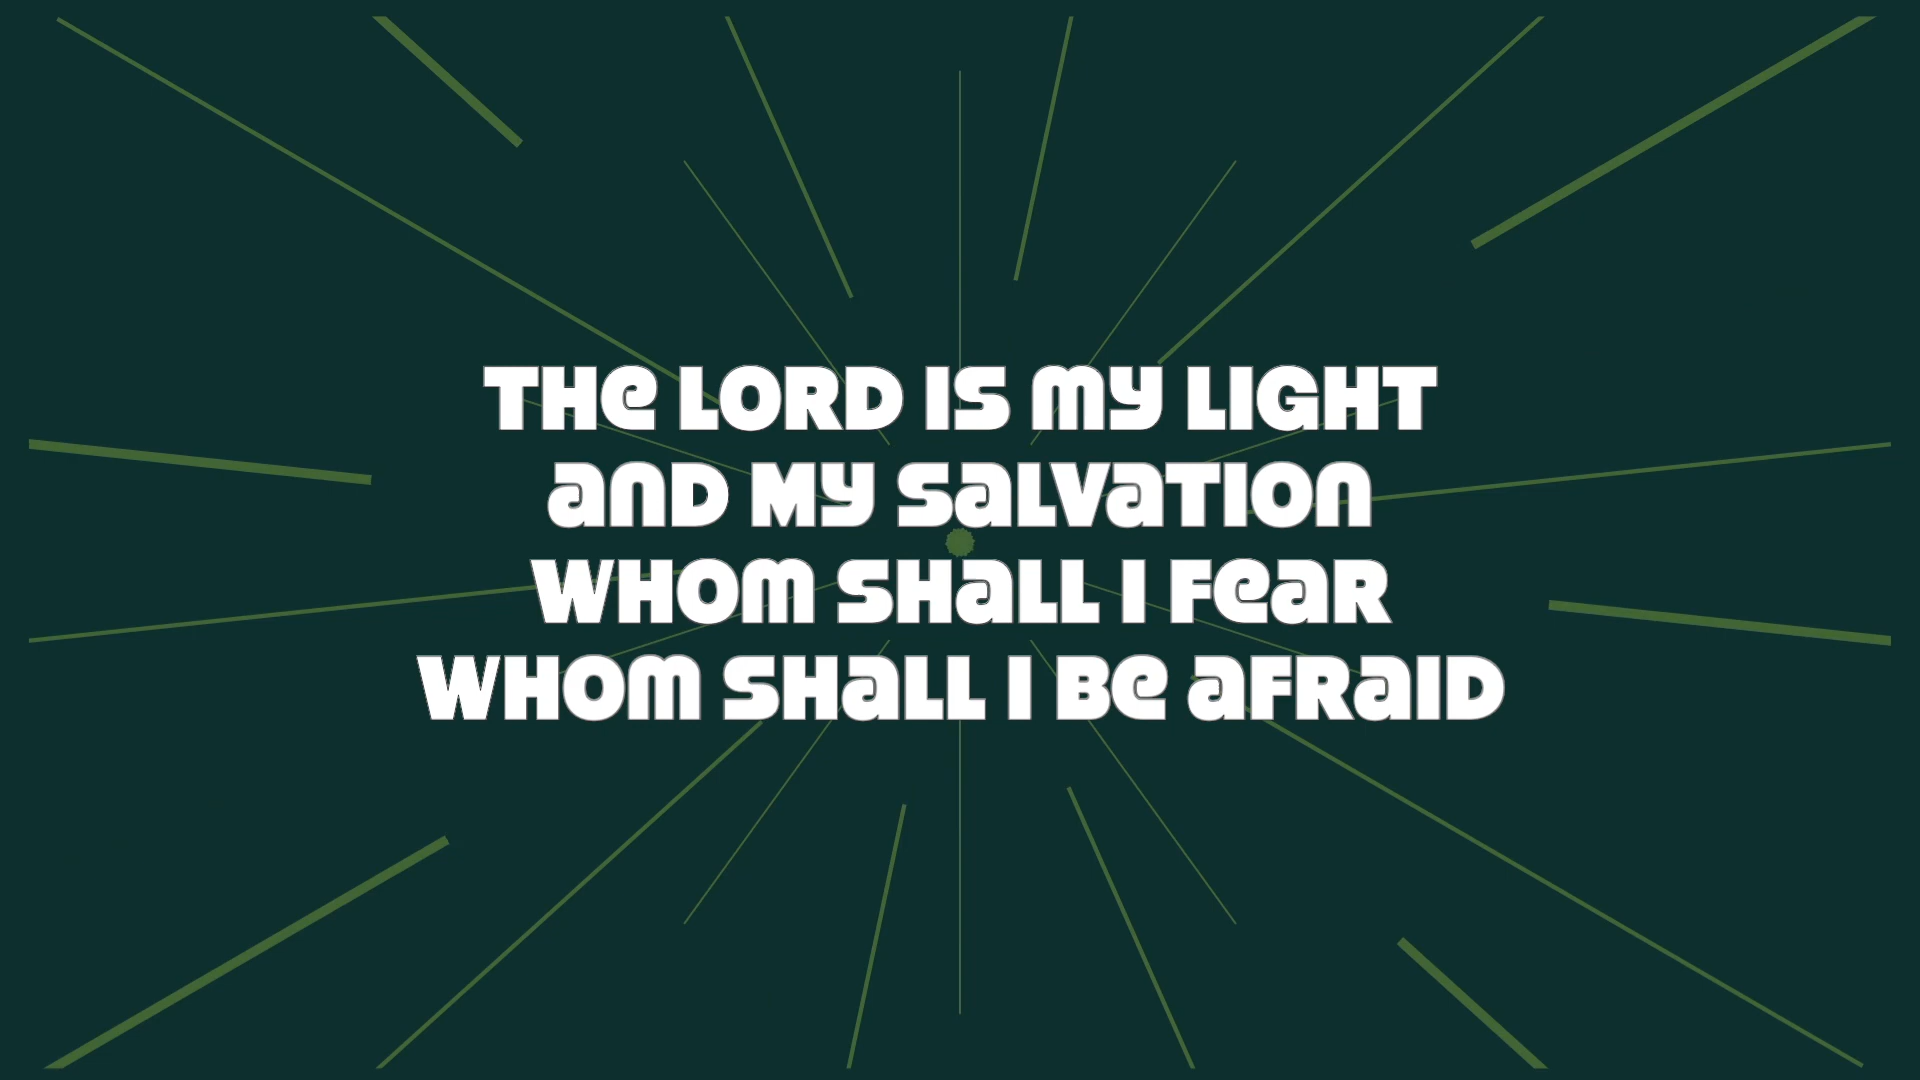 THE LORD IS MY LIGHT
AND MY SALVATION
WHOM SHALL I FEAR
WHOM SHALL I BE AFRAID